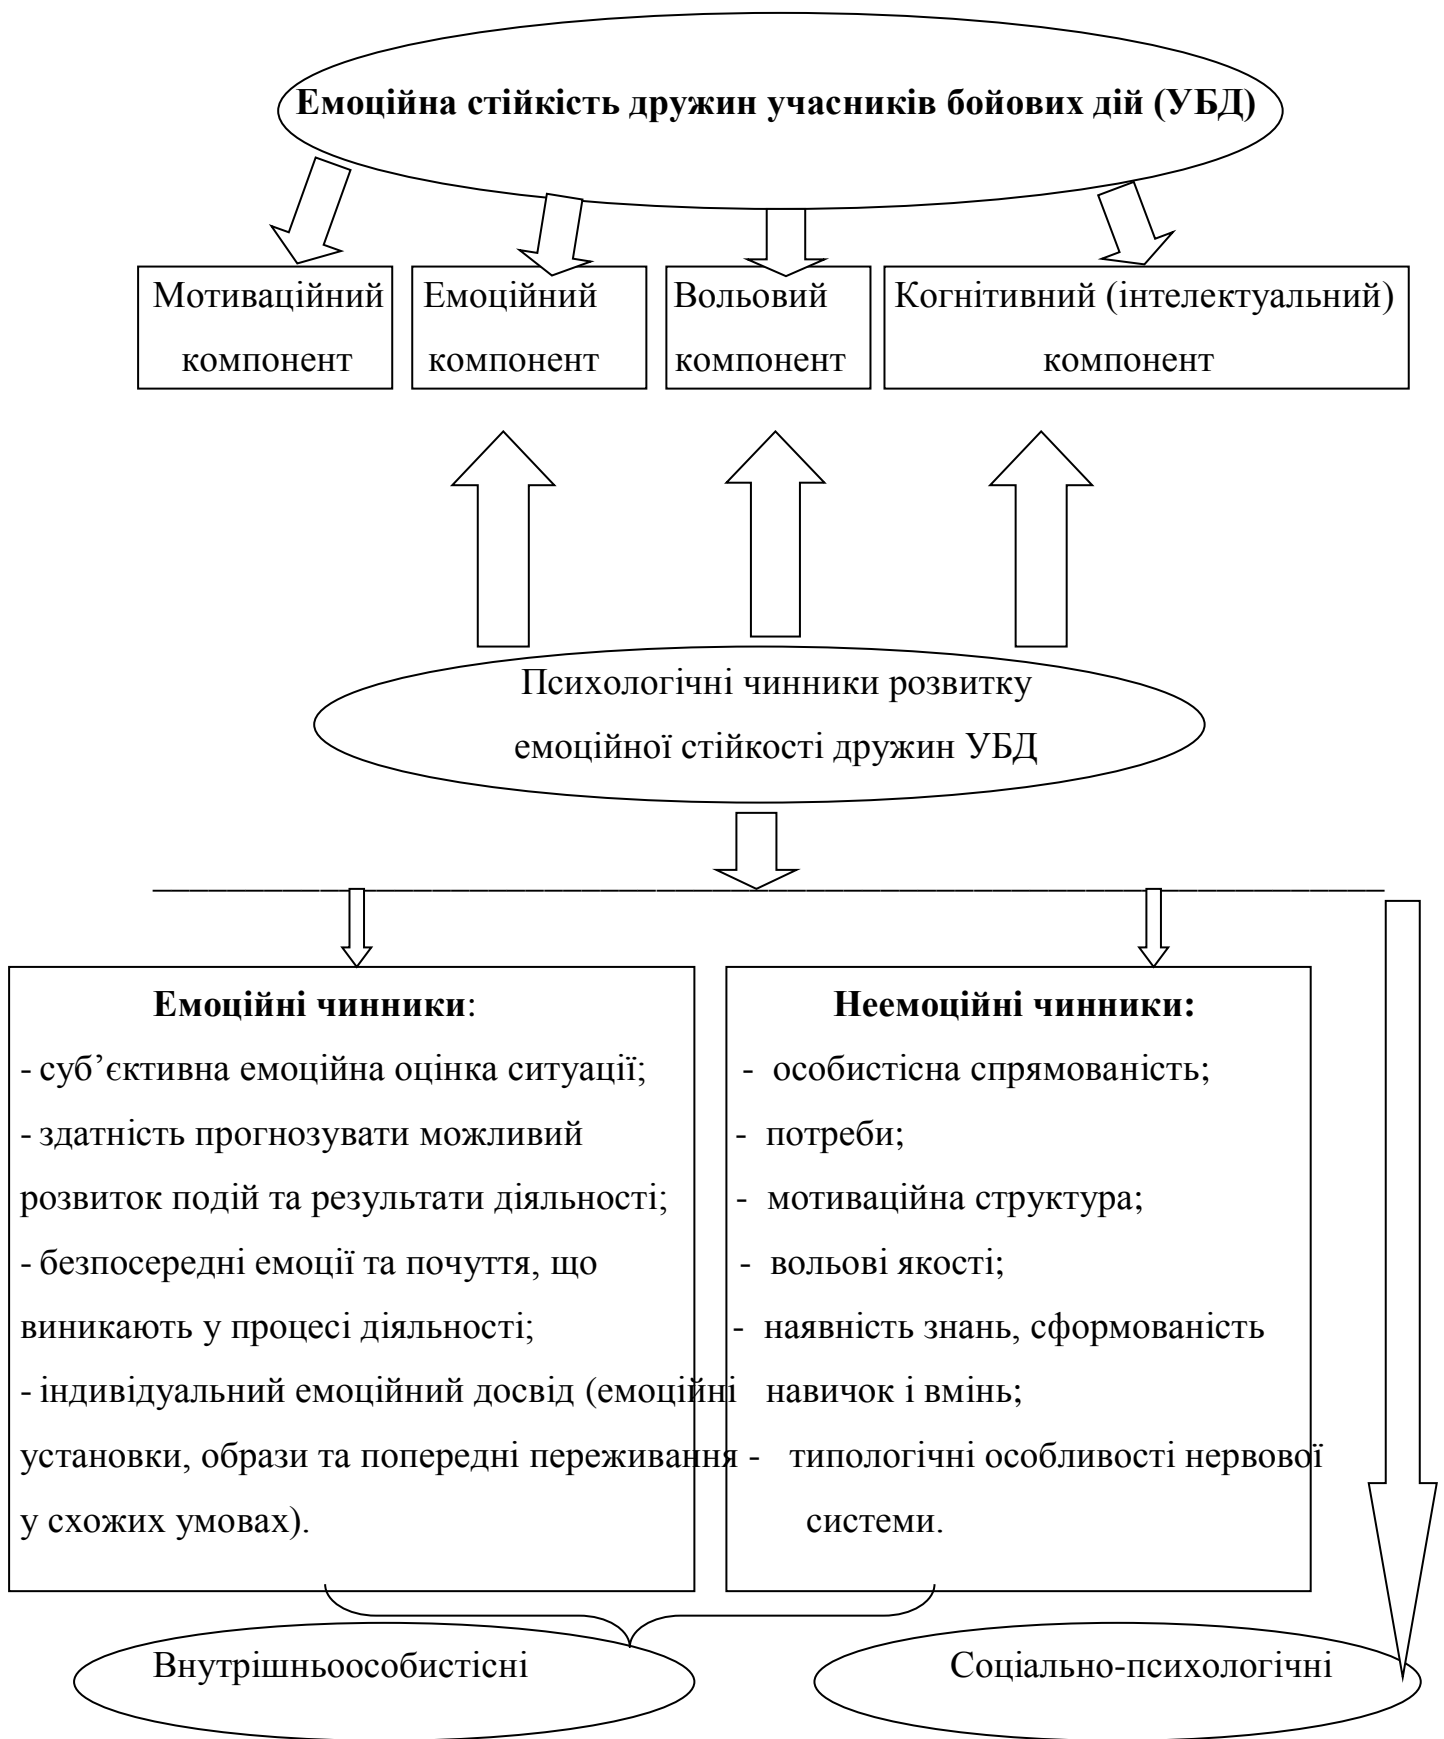 Емоційна стійкість дружин учасників бойових дій (УБД)
Мотиваційний
компонент
Емоційний
компонент
Вольовий
компонент
Когнітивний (інтелектуальний)
компонент
Психологічні чинники розвитку
емоційної стійкості дружин УБД
Емоційні чинники:
- суб’єктивна емоційна оцінка ситуації;
- здатність прогнозувати можливий
розвиток подій та результати діяльності;
- безпосередні емоції та почуття, що
виникають у процесі діяльності;
- індивідуальний емоційний досвід (емоційні
установки, образи та попередні переживання
у схожих умовах).
Неемоційні чинники:
- особистісна спрямованість;
- потреби;
- мотиваційна структура;
- вольові якості;
- наявність знань, сформованість
навичок і вмінь;
- типологічні особливості нервової
системи.
Внутрішньоособистісні
Соціально-психологічні